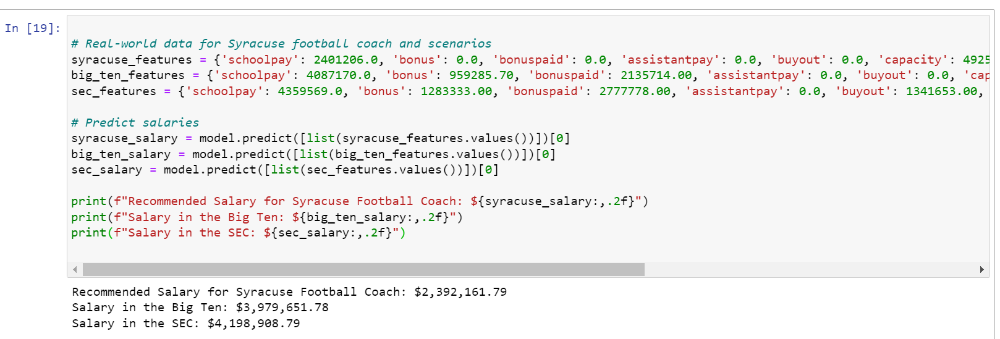 In [19]:
# Real-world data for Syracuse football coach and scenarios
syracuse_features = {'schoolpay': 2401206.0, 'bonus': 0.0, 'bonuspaid': 0.0, 'assistantpay': 0.0, 'buyout': 0.0, 'capacity': 4925
big_ten_features = {'schoolpay': 4087170.0, 'bonus': 959285.70, 'bonuspaid': 2135714.00, 'assistantpay': 0.0, 'buyout': 0.0, 'cap
sec_features = {'schoolpay': 4359569.0, 'bonus': 1283333.00, 'bonuspaid': 2777778.00, 'assistantpay': 0.0, 'buyout': 1341653.00,
# Predict salaries
syracuse_salary = model.predict([list(syracuse_features.values())])[0]
big_ten_salary = model.predict([list(big_ten_features.values())])[0]
sec_salary = model.predict([list(sec_features.values())])[0]
print(f"Recommended Salary for Syracuse Football Coach: ${syracuse_salary:,.2f}")
print(f"Salary in the Big Ten: ${big_ten_salary:,.2f}")
print(f"Salary in the SEC: ${sec_salary:,.2f}")
Recommended Salary for Syracuse Football Coach: $2,392,161.79
Salary in the Big Ten: $3,979,651.78
Salary in the SEC: $4,198,908.79